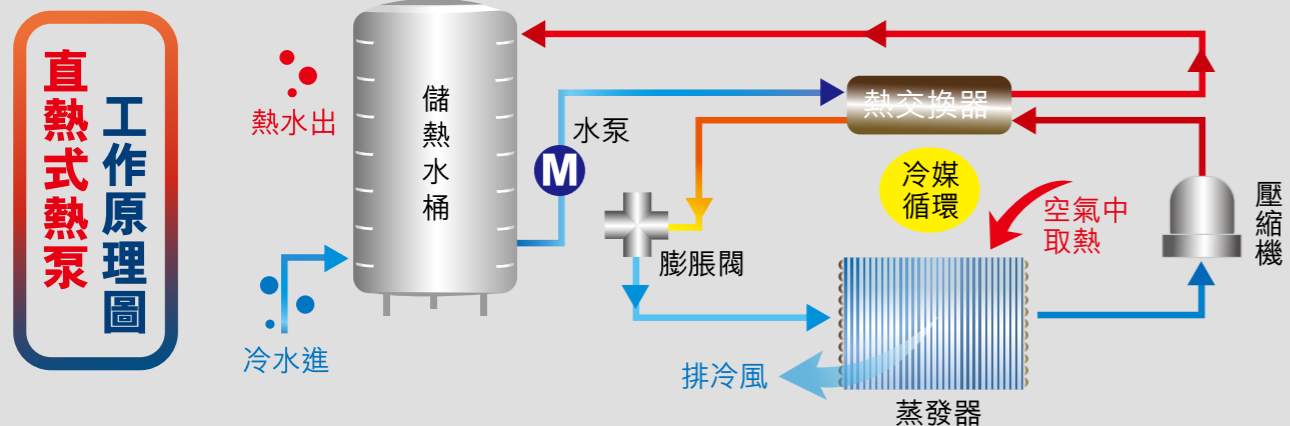 直熱式熱泵
工作原理圖
熱水出
冷水進
儲熱水桶
水泵
M
熱交換器
冷媒
循環
空氣中
取熱
壓縮機
膨脹閥
排冷風
蒸發器